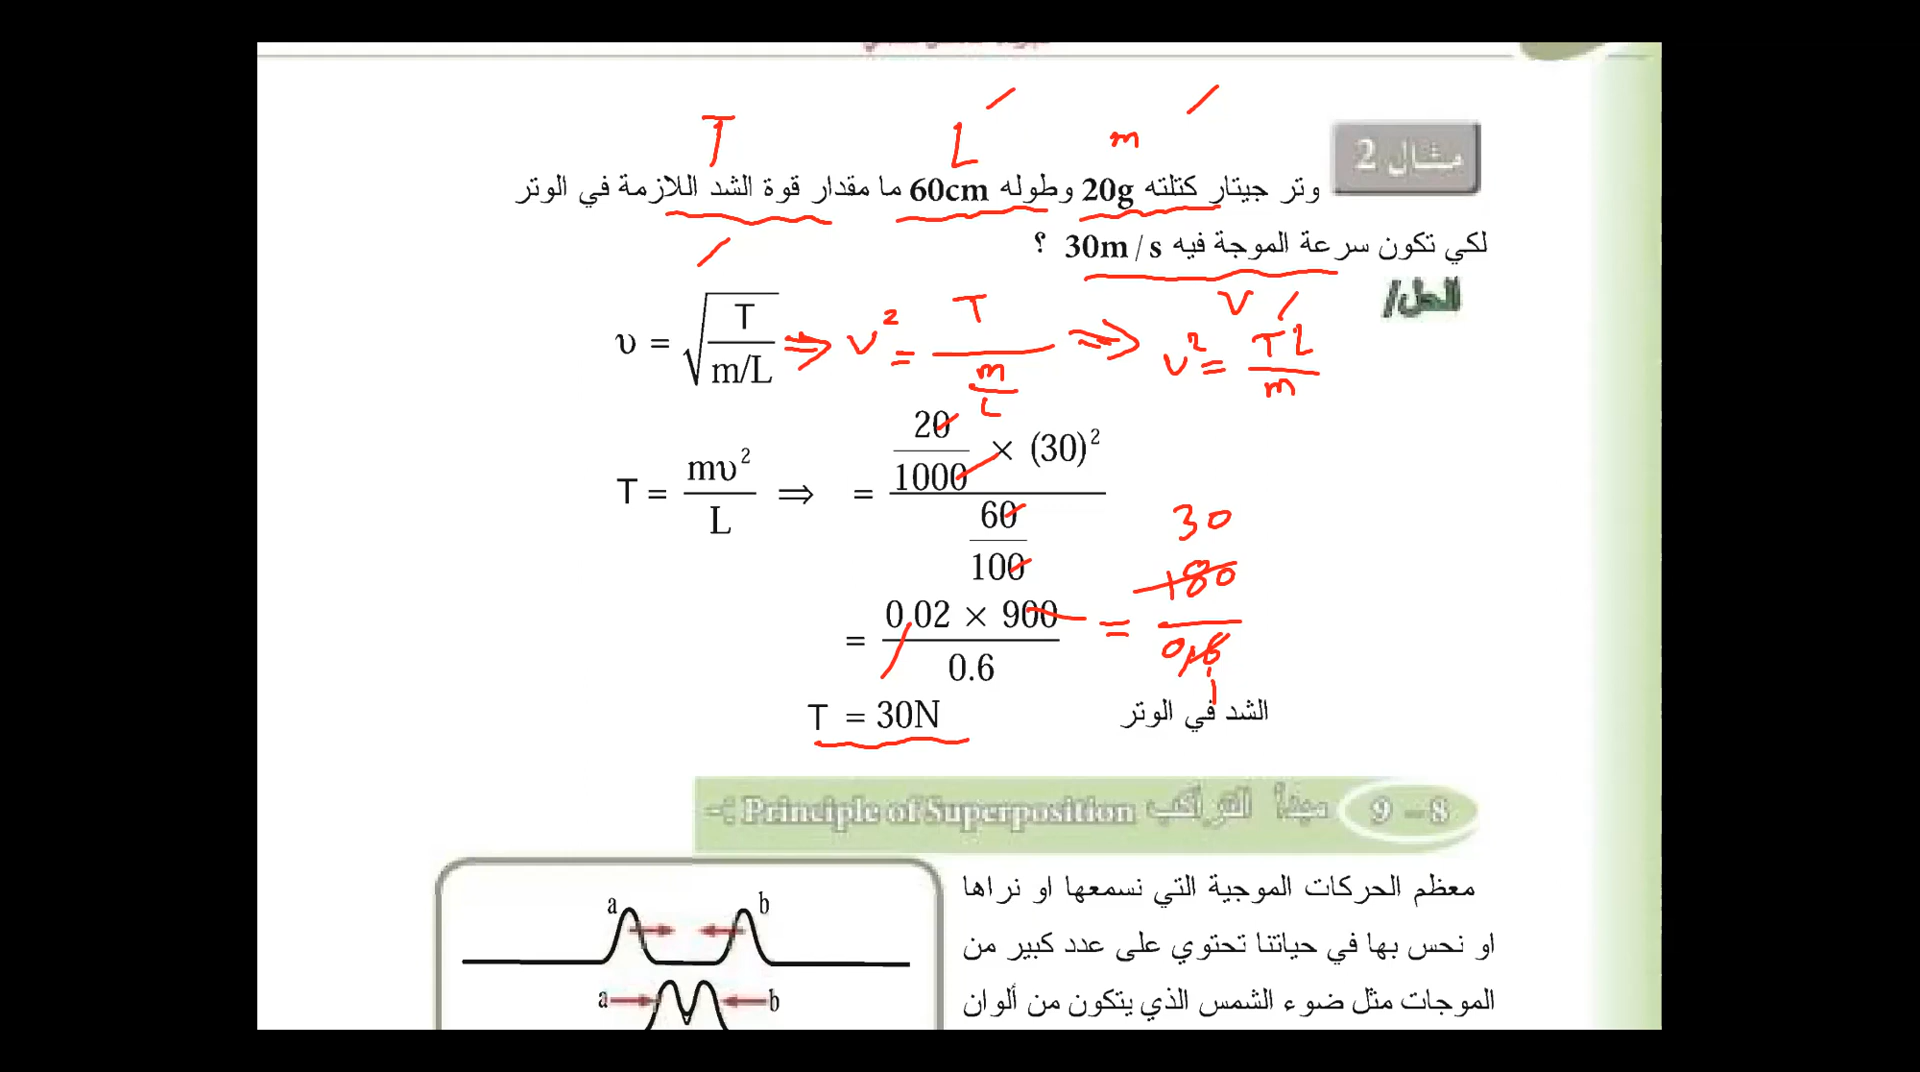 T L m
مثال 2
وتر جيتار كتلته 20g وطوله 60cm ما مقدار قوة الشد اللازمة في الوتر
لكي تكون سرعة الموجة فيه 30m/s ؟
الحل/
V
υ = √(T / (m/L)) ⇒ v² = T / (m/L) ⇒ v² = T L / m
T = mυ² / L ⇒ = (20/1000 × (30)²) / (60/100)
= 0.02 × 900 / 0.6 = 180 / 0,6
30
1
T = 30N الشد في الوتر
9 – 8 مبدأ التراكب Principle of Superposition :-
معظم الحركات الموجية التي نسمعها او نراها
او نحس بها في حياتنا تحتوي على عدد كبير من
الموجات مثل ضوء الشمس الذي يتكون من ألوان
a b
a b